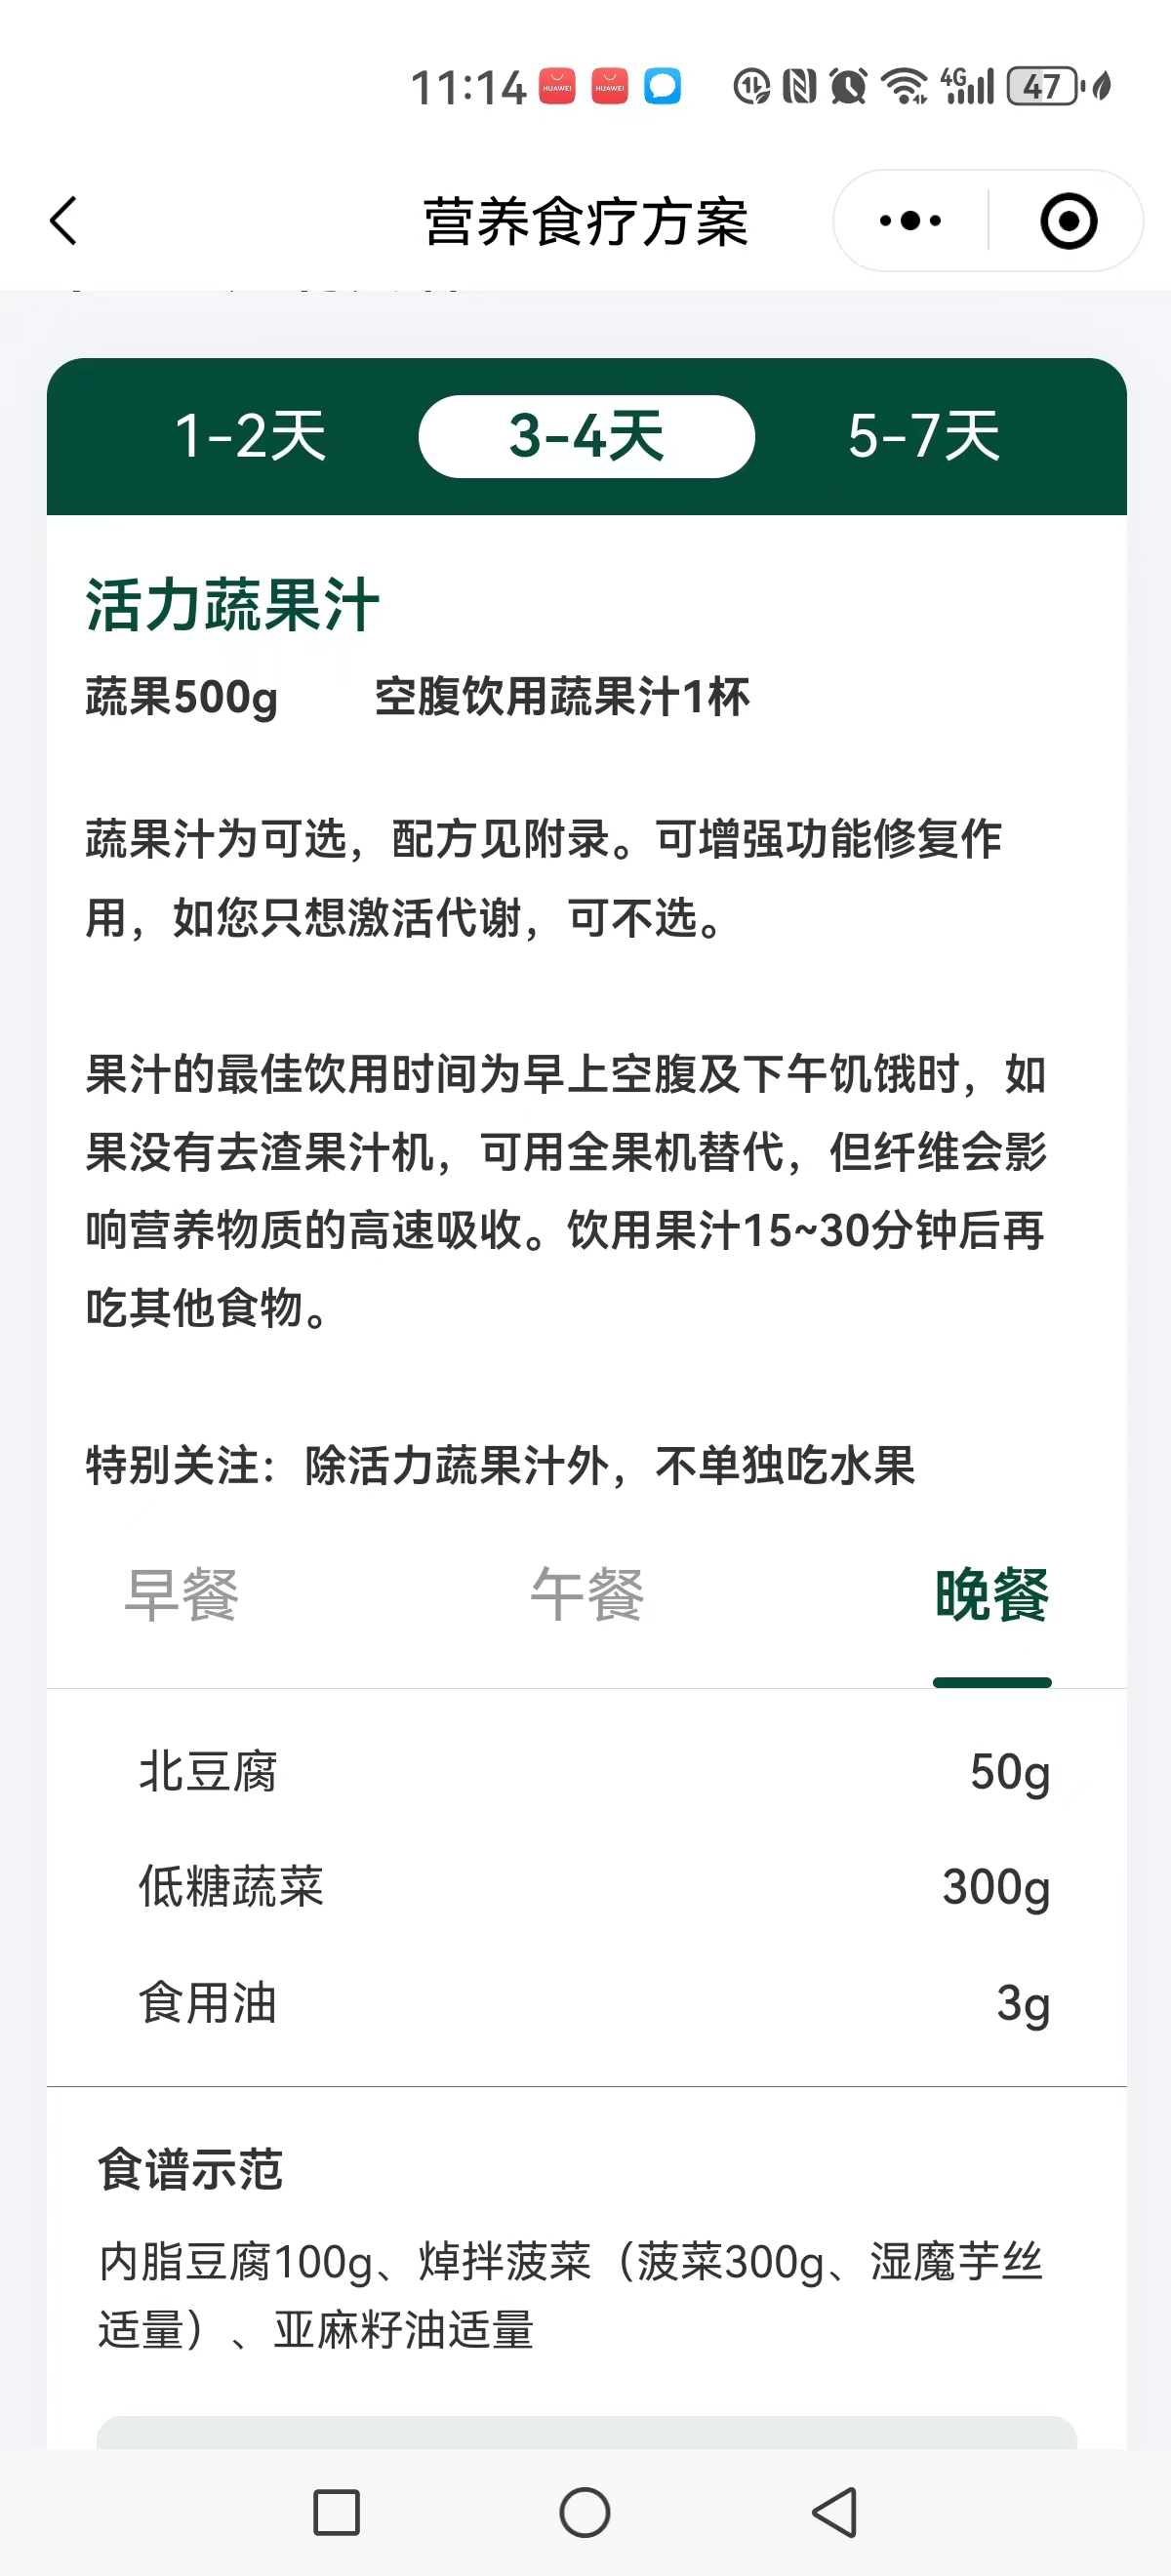 11:14 HUAWEI HUAWEI 4G 47
营养食疗方案
1-2天 3-4天 5-7天
活力蔬果汁
蔬果500g 空腹饮用蔬果汁1杯
蔬果汁为可选，配方见附录。可增强功能修复作
用，如您只想激活代谢，可不选。
果汁的最佳饮用时间为早上空腹及下午饥饿时，如
果没有去渣果汁机，可用全果机替代，但纤维会影
响营养物质的高速吸收。饮用果汁15~30分钟后再
吃其他食物。
特别关注：除活力蔬果汁外，不单独吃水果
早餐 午餐 晚餐
北豆腐 50g
低糖蔬菜 300g
食用油 3g
食谱示范
内脂豆腐100g、焯拌菠菜（菠菜300g、湿魔芋丝
适量）、亚麻籽油适量